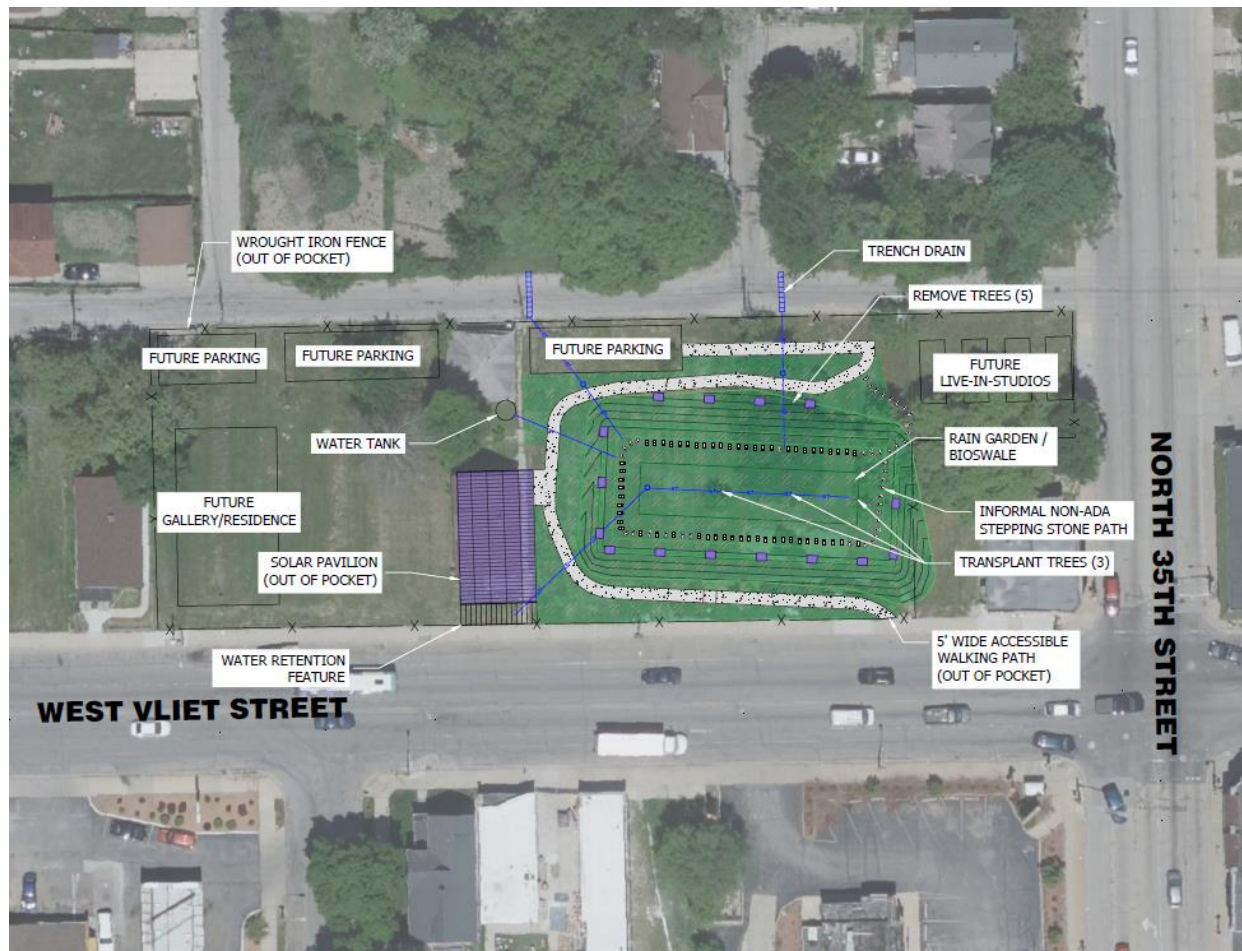 WROUGHT IRON FENCE
(OUT OF POCKET)
TRENCH DRAIN
REMOVE TREES (5)
FUTURE PARKING
FUTURE PARKING
FUTURE PARKING
FUTURE
LIVE-IN-STUDIOS
WATER TANK
RAIN GARDEN /
BIOSWALE
FUTURE
GALLERY/RESIDENCE
INFORMAL NON-ADA
STEPPING STONE PATH
SOLAR PAVILION
(OUT OF POCKET)
TRANSPLANT TREES (3)
WATER RETENTION
FEATURE
5' WIDE ACCESSIBLE
WALKING PATH
(OUT OF POCKET)
WEST VLIET STREET
NORTH 35TH STREET